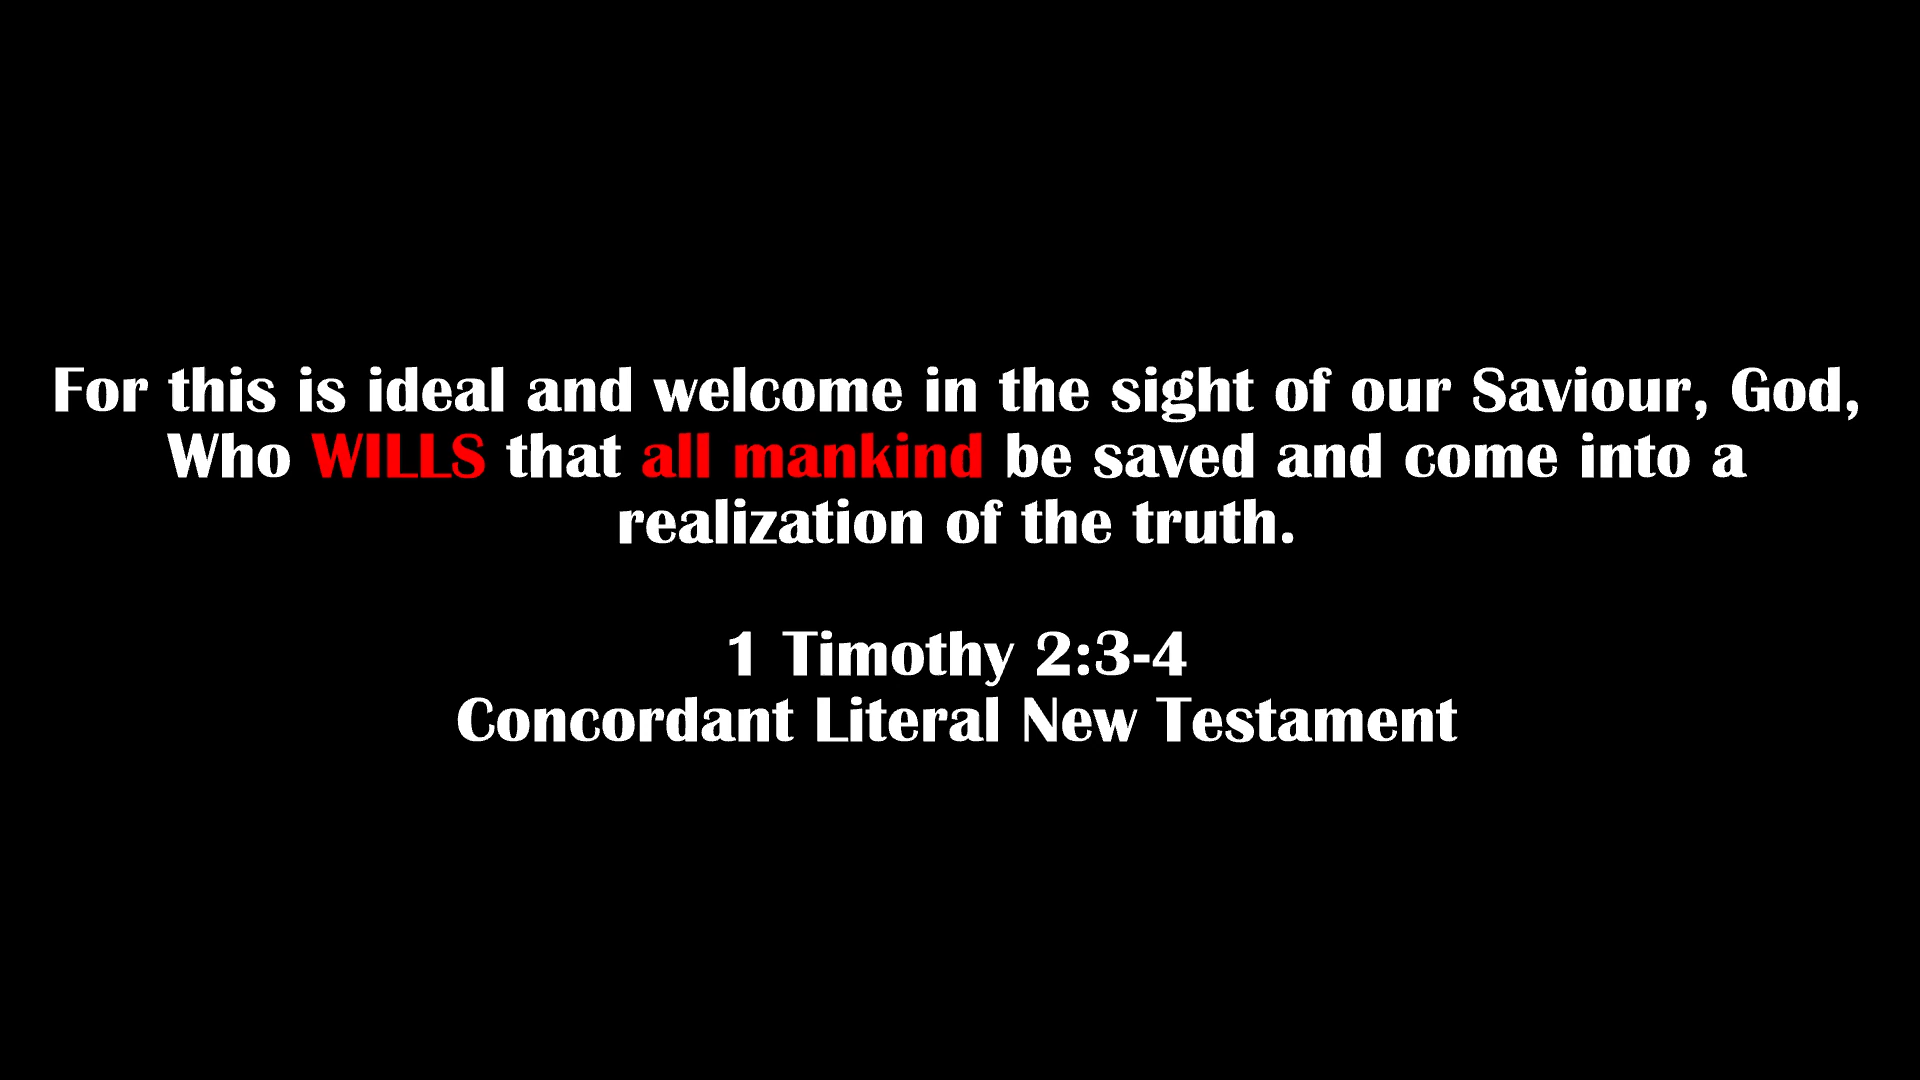 For this is ideal and welcome in the sight of our Saviour, God,
Who WILLS that all mankind be saved and come into a
realization of the truth.
1 Timothy 2:3-4
Concordant Literal New Testament